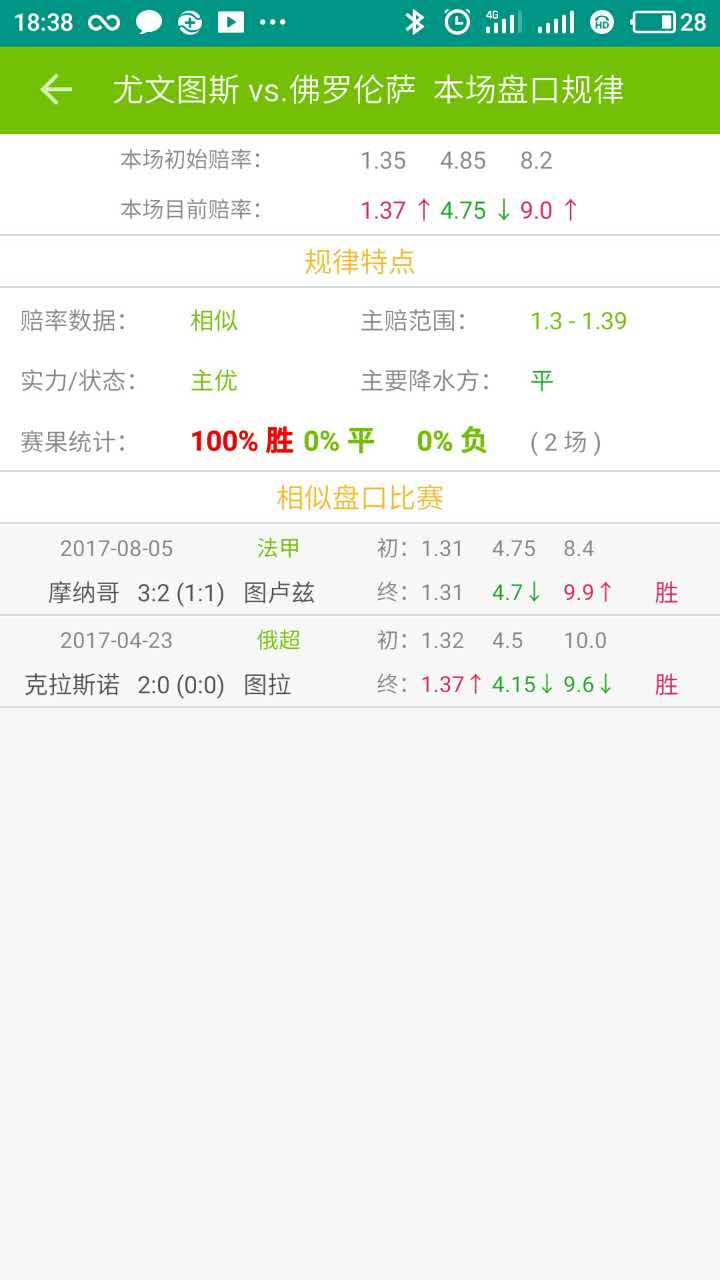 18:38 ... 4G HD 28
尤文图斯 vs.佛罗伦萨 本场盘口规律
本场初始赔率： 1.35 4.85 8.2
本场目前赔率： 1.37 ↑ 4.75 ↓ 9.0 ↑
规律特点
赔率数据： 相似 主赔范围： 1.3 - 1.39
实力/状态： 主优 主要降水方： 平
赛果统计： 100% 胜 0% 平 0% 负 ( 2 场 )
相似盘口比赛
2017-08-05 法甲 初：1.31 4.75 8.4
摩纳哥 3:2 (1:1) 图卢兹 终：1.31 4.7↓ 9.9↑ 胜
2017-04-23 俄超 初：1.32 4.5 10.0
克拉斯诺 2:0 (0:0) 图拉 终：1.37↑ 4.15↓ 9.6↓ 胜